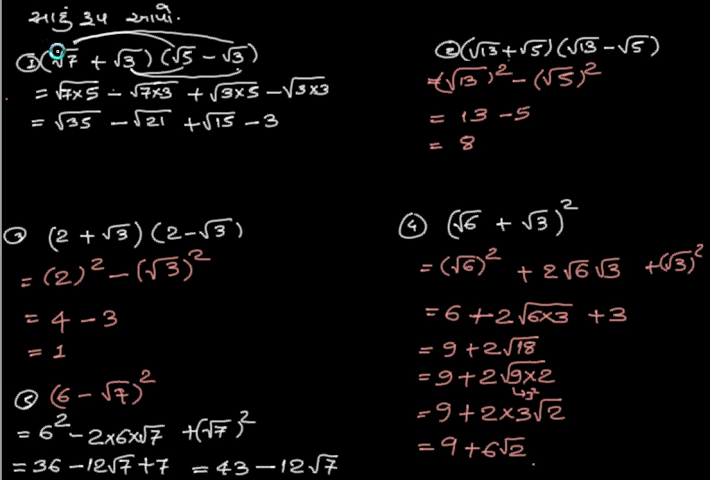 સાદું રૂપ આપો.
① (√7 + √3) (√5 − √3)
= √7×5 − √7×3 + √3×5 − √3×3
= √35 − √21 + √15 − 3
② (√13 + √5) (√13 − √5)
= (√13)² − (√5)²
= 13 − 5
= 8
③ (2 + √3) (2 − √3)
= (2)² − (√3)²
= 4 − 3
= 1
④ (√6 + √3)²
= (√6)² + 2√6√3 + (√3)²
= 6 + 2√6×3 + 3
= 9 + 2√18
= 9 + 2√9×2
↳3²
= 9 + 2×3√2
= 9 + 6√2.
⑤ (6 − √7)²
= 6² − 2×6×√7 + (√7)²
= 36 − 12√7 + 7 = 43 − 12√7